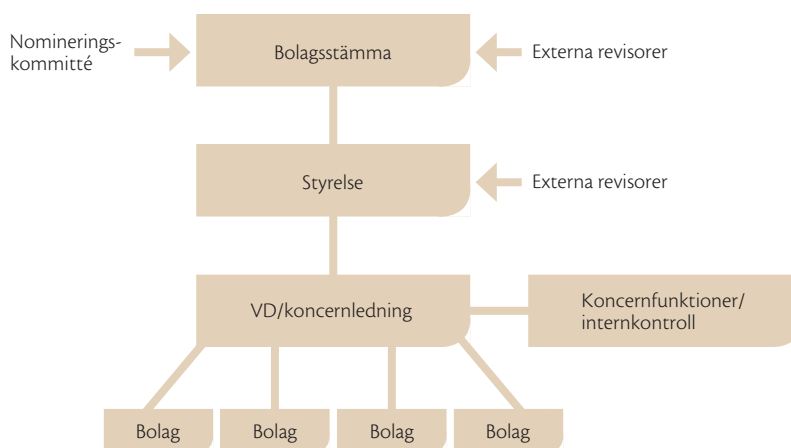 Nominerings-
kommitté
Bolagsstämma
Externa revisorer
Styrelse
Externa revisorer
VD/koncernledning
Koncernfunktioner/
internkontroll
Bolag
Bolag
Bolag
Bolag